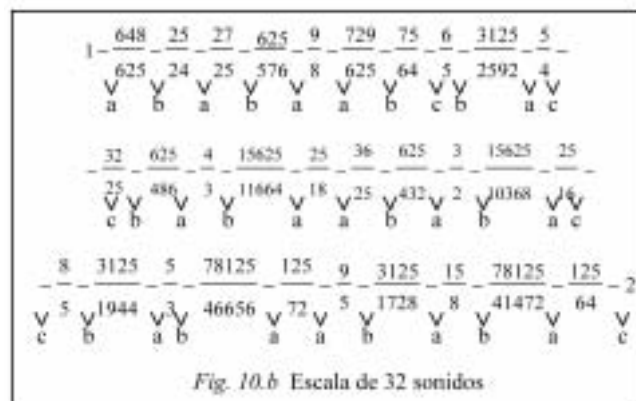 1 - 648 - 25 - 27 - 625 - 9 - 729 - 75 - 6 - 3125 - 5 -
625 24 25 576 8 625 64 5 2592 4
a b a b a a b c b a c
- 32 - 625 - 4 - 15625 - 25 - 36 - 625 - 3 - 15625 - 25 -
25 486 3 11664 18 25 432 2 10368 16
c b a b a a b a b a c
- 8 - 3125 - 5 - 78125 - 125 - 9 - 3125 - 15 - 78125 - 125 - 2
5 1944 3 46656 72 5 1728 8 41472 64
c b a b a a b a b a c
Fig. 10.b Escala de 32 sonidos